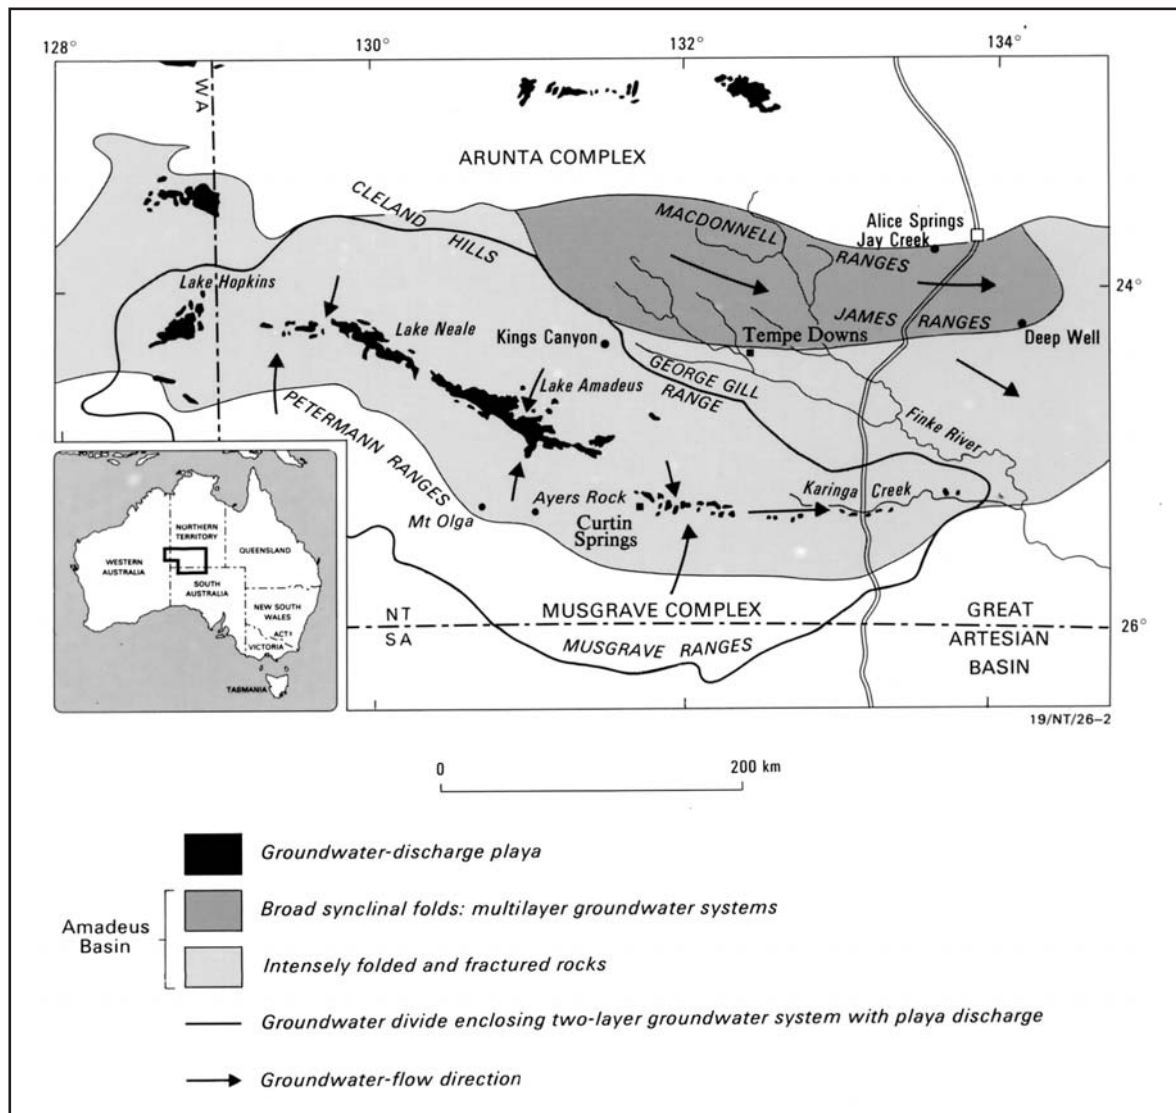 128°
130°
132°
134°
WA
ARUNTA COMPLEX
CLELAND
HILLS
MACDONNELL
RANGES
Alice Springs
Jay Creek
24°
Lake Hopkins
JAMES RANGES
Lake Neale
Kings Canyon
Tempe Downs
Deep Well
GEORGE GILL
RANGE
Lake Amadeus
PETERMANN RANGES
Finke River
Karinga Creek
Ayers Rock
Mt Olga
Curtin
Springs
NORTHERN
TERRITORY
WESTERN
AUSTRALIA
QUEENSLAND
SOUTH
AUSTRALIA
NEW SOUTH
WALES
ACT
VICTORIA
TASMANIA
MUSGRAVE COMPLEX
GREAT
ARTESIAN
BASIN
NT
SA
26°
MUSGRAVE RANGES
19/NT/26–2
0 200 km
Groundwater-discharge playa
Amadeus
Basin
Broad synclinal folds: multilayer groundwater systems
Intensely folded and fractured rocks
Groundwater divide enclosing two-layer groundwater system with playa discharge
Groundwater-flow direction